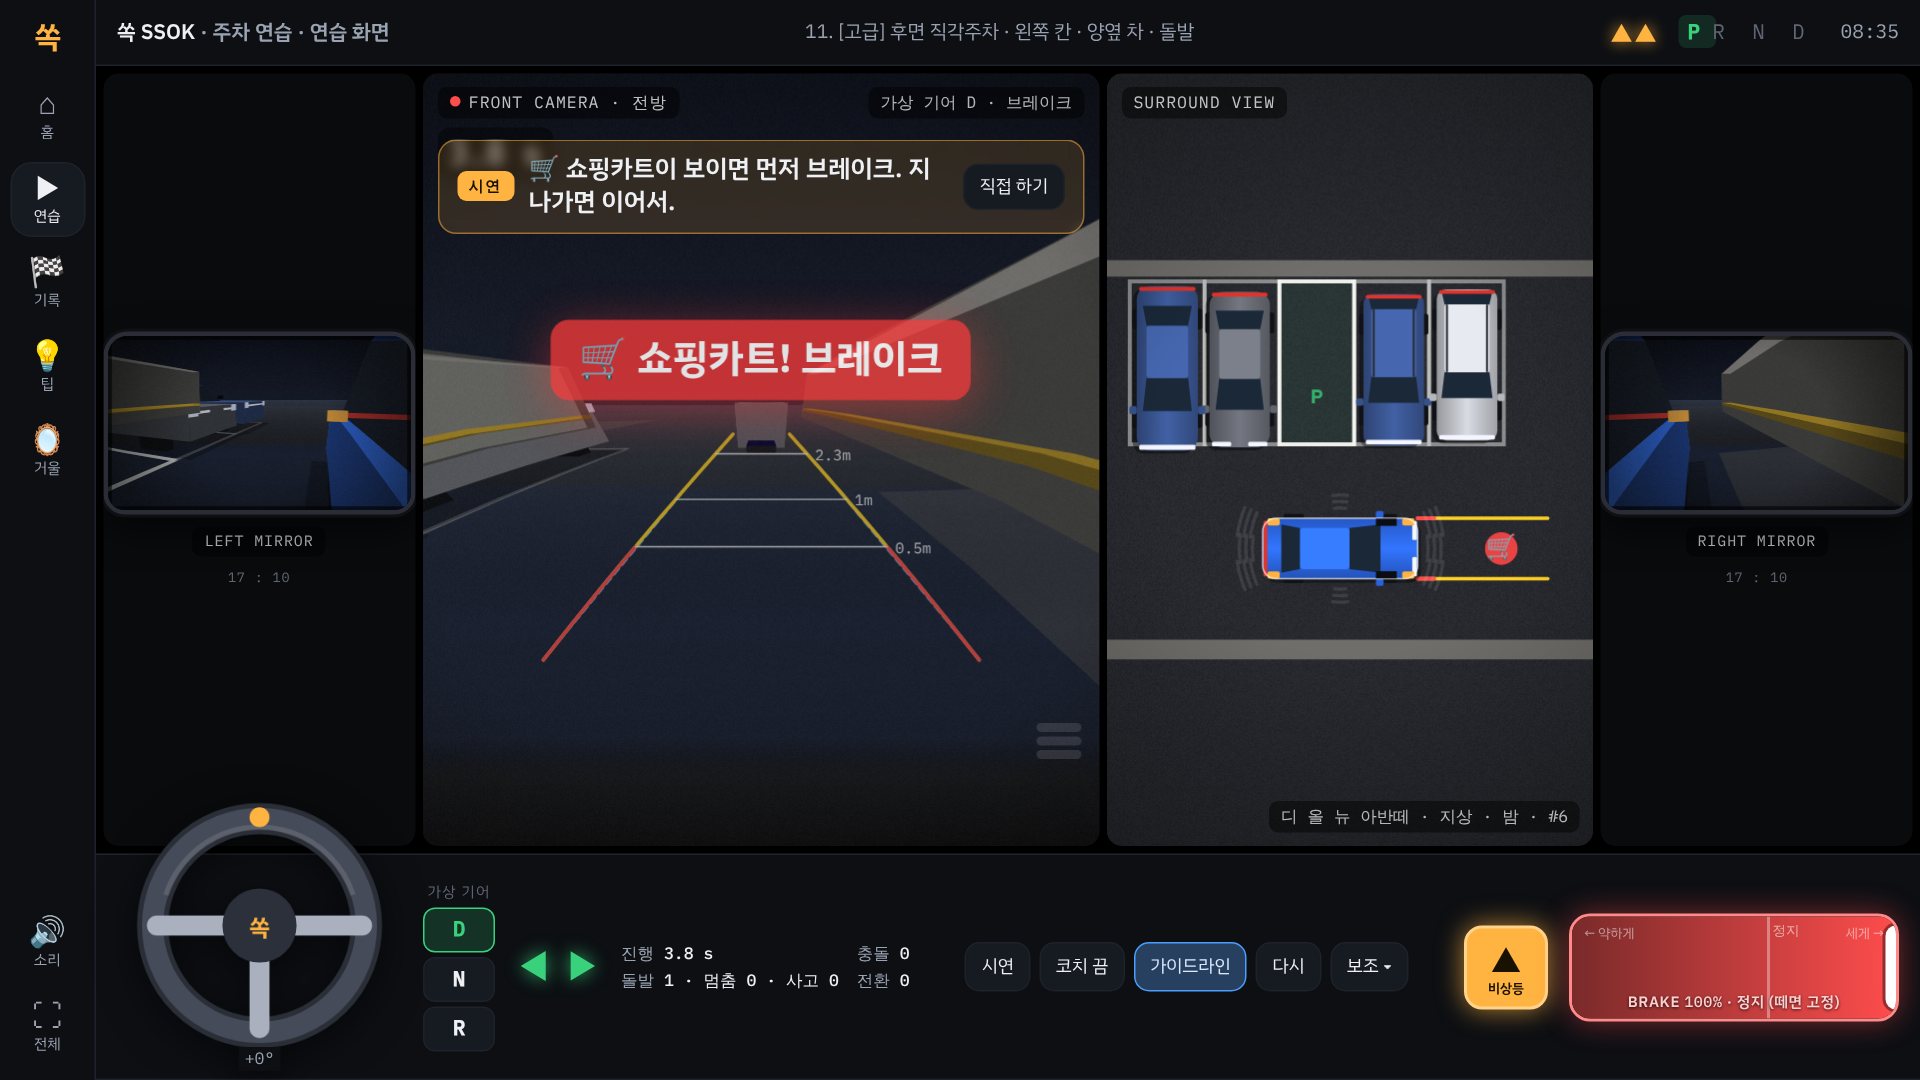 쏙
쏙 SSOK · 주차 연습 · 연습 화면
11. [고급] 후면 직각주차 · 왼쪽 칸 · 양옆 차 · 돌발
P R N D
08:35
홈
연습
기록
팁
거울
소리
전체
FRONT CAMERA · 전방
가상 기어 D · 브레이크
시연
🛒 쇼핑카트이 보이면 먼저 브레이크. 지
나가면 이어서.
직접 하기
🛒 쇼핑카트! 브레이크
2.3m
1m
0.5m
LEFT MIRROR
17 : 10
SURROUND VIEW
P
디 올 뉴 아반떼 · 지상 · 밤 · #6
RIGHT MIRROR
17 : 10
쏙
+0°
가상 기어
D
N
R
진행 3.8 s
충돌 0
돌발 1 · 멈춤 0 · 사고 0
전환 0
시연
코치 끔
가이드라인
다시
보조 ▾
비상등
←약하게
정지
세게→
BRAKE 100% · 정지 (떼면 고정)